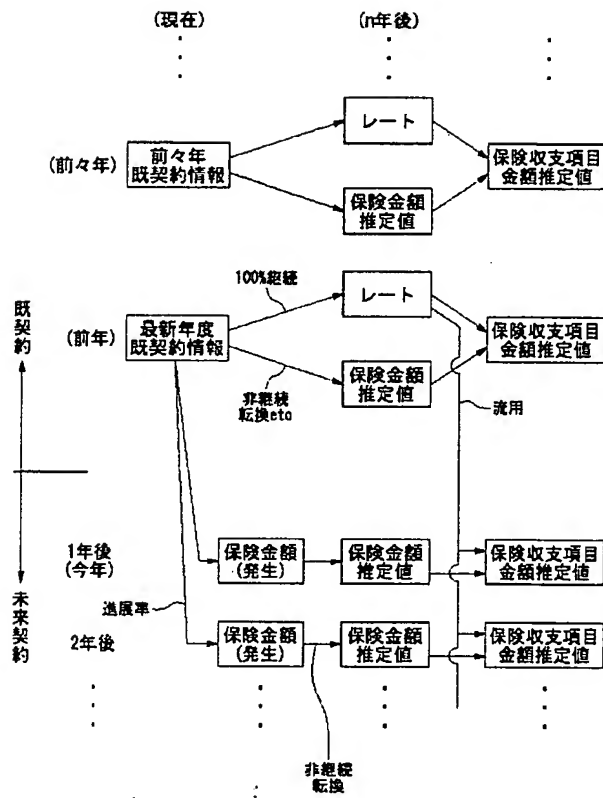 (現在)
(n年後)
レート
(前々年)
前々年
既契約情報
保険収支項目
金額推定値
保険金額
推定値
100%継続
レート
既契約
(前年)
最新年度
既契約情報
保険収支項目
金額推定値
保険金額
推定値
非継続
転換etc
流用
1年後
(今年)
保険金額
(発生)
保険金額
推定値
保険収支項目
金額推定値
未来契約
進展率
2年後
保険金額
(発生)
保険金額
推定値
保険収支項目
金額推定値
非継続
転換